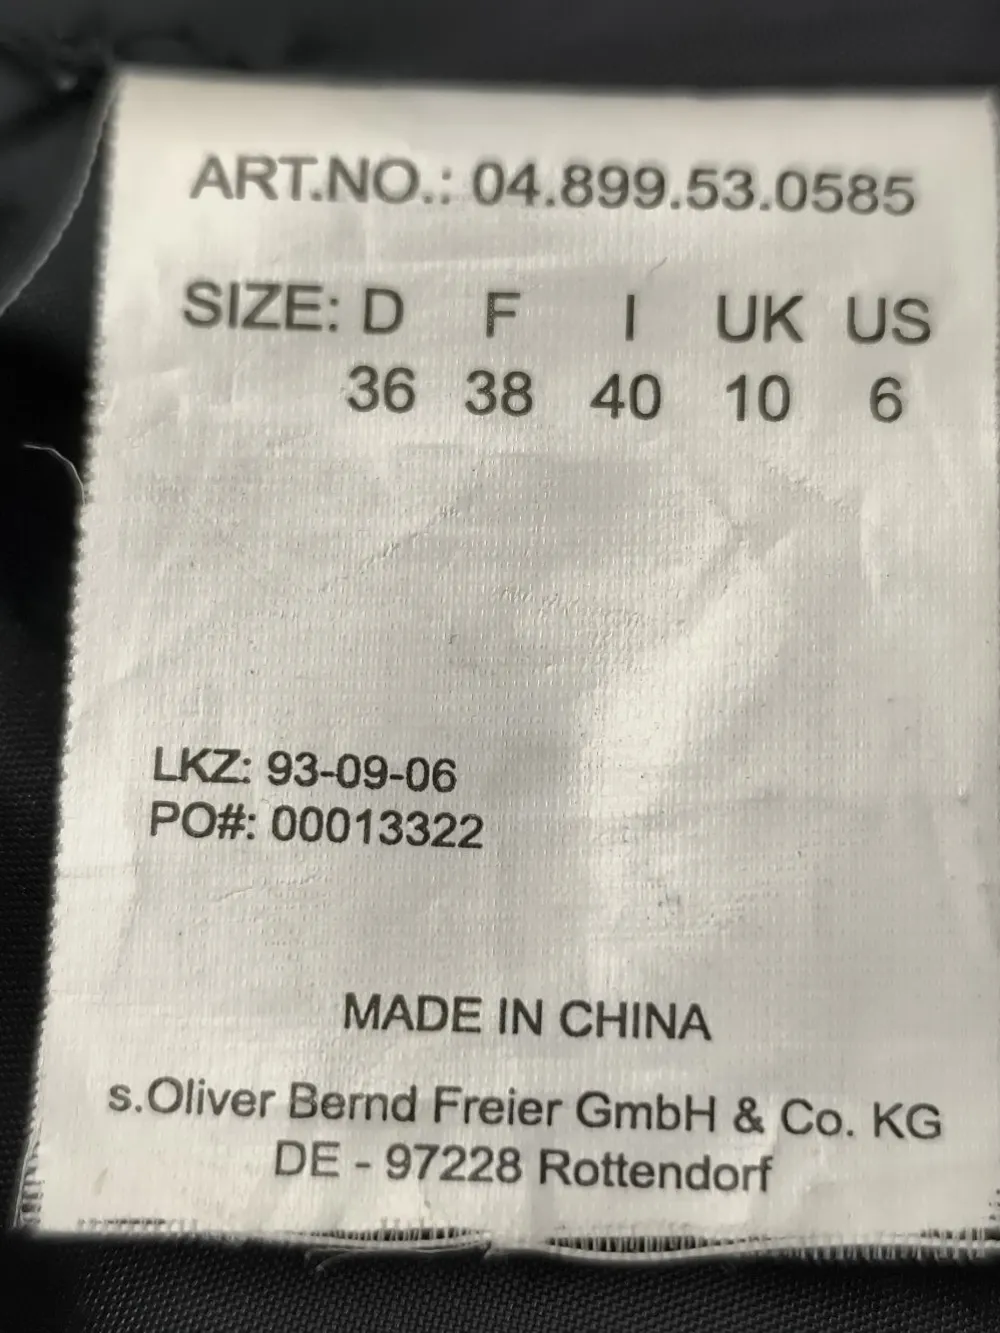 ART.NO.: 04.899.53.0585
SIZE: D F I UK US
36 38 40 10 6
LKZ: 93-09-06
PO#: 00013322
MADE IN CHINA
s.Oliver Bernd Freier GmbH & Co. KG
DE - 97228 Rottendorf